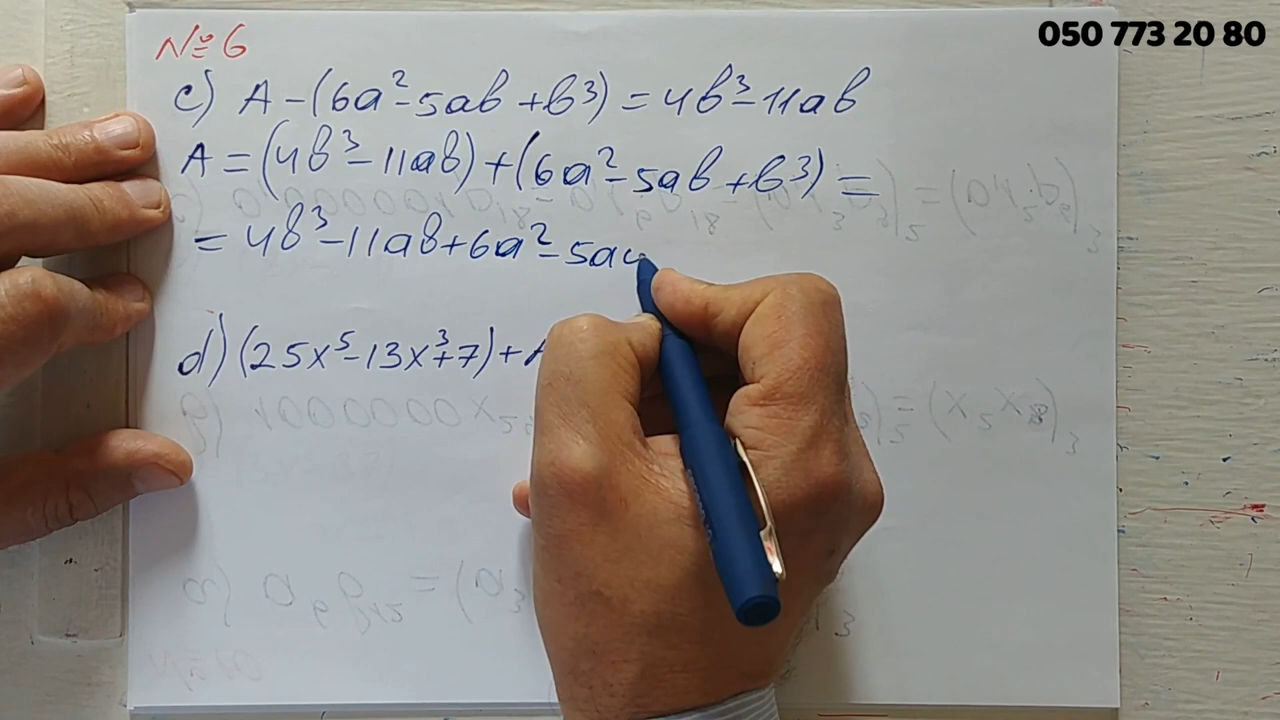 050 773 20 80
№6
c) A-(6a²-5ab+b³)=4b³-11ab
A=(4b³-11ab)+(6a²-5ab+b³)=
=4b³-11ab+6a²-5a
d)(25x⁵-13x³+7)+